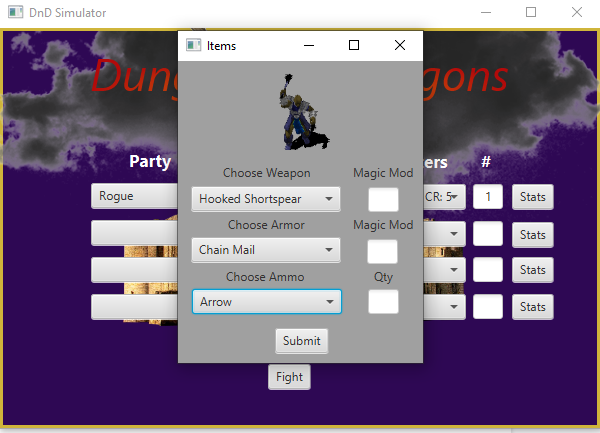 DnD Simulator
Items
Dung gons
Choose Weapon Magic Mod
Party ers #
Rogue Hooked Shortspear CR: 5 1 Stats
Choose Armor Magic Mod
Chain Mail Stats
Choose Ammo Qty
Stats
Arrow Stats
Submit
Fight